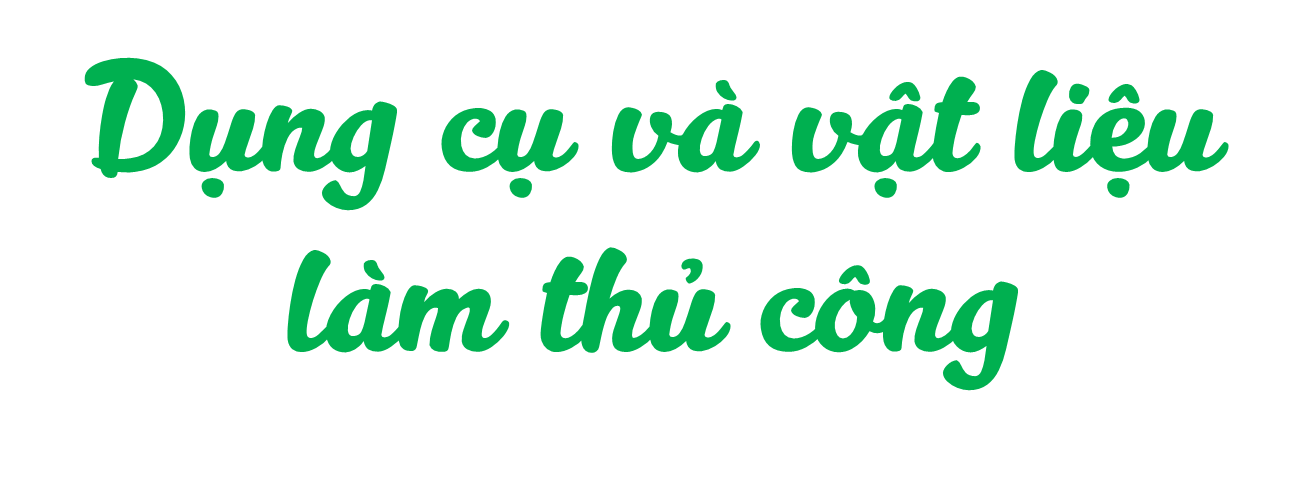 Dụng cụ và vật liệu
làm thủ công